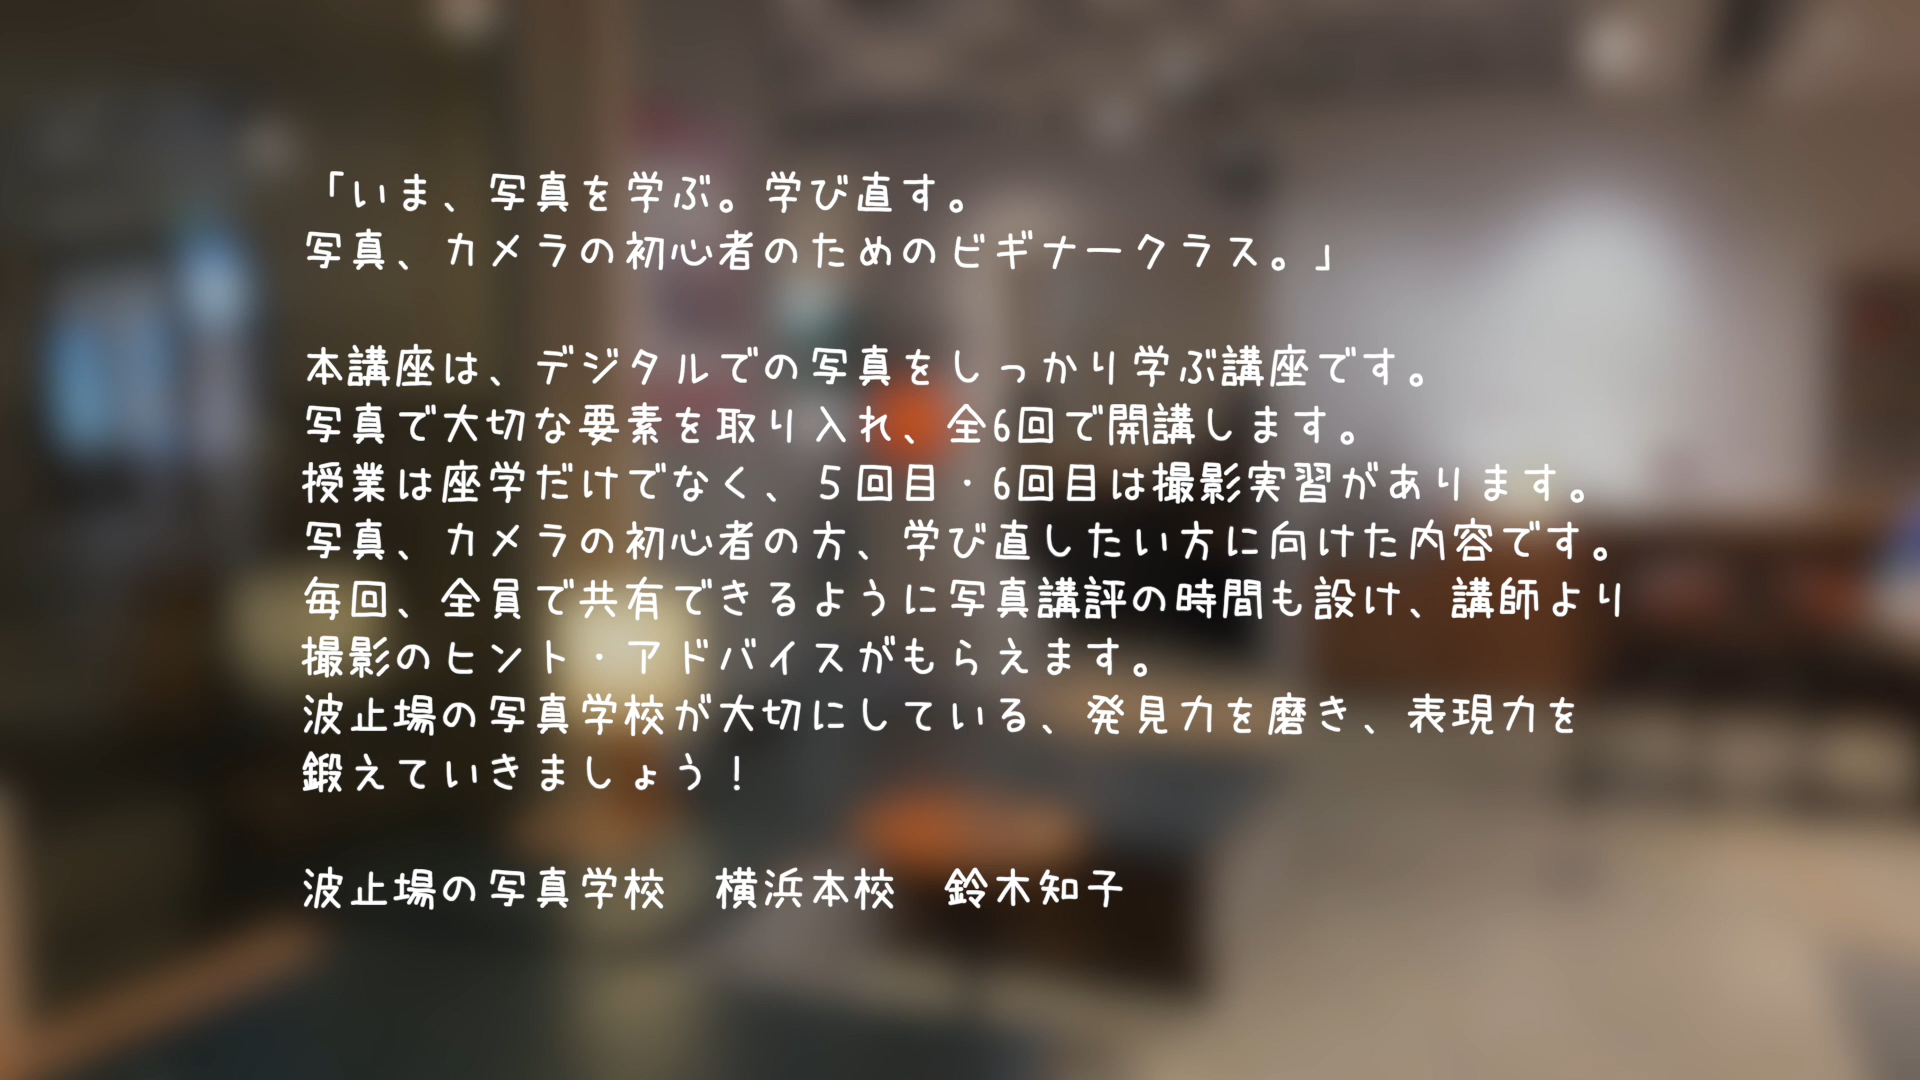 「いま、写真を学ぶ。学び直す。
写真、カメラの初心者のためのビギナークラス。」
本講座は、デジタルでの写真をしっかり学ぶ講座です。
写真で大切な要素を取り入れ、全6回で開講します。
授業は座学だけでなく、５回目・6回目は撮影実習があります。
写真、カメラの初心者の方、学び直したい方に向けた内容です。
毎回、全員で共有できるように写真講評の時間も設け、講師より
撮影のヒント・アドバイスがもらえます。
波止場の写真学校が大切にしている、発見力を磨き、表現力を
鍛えていきましょう！
波止場の写真学校　横浜本校　鈴木知子